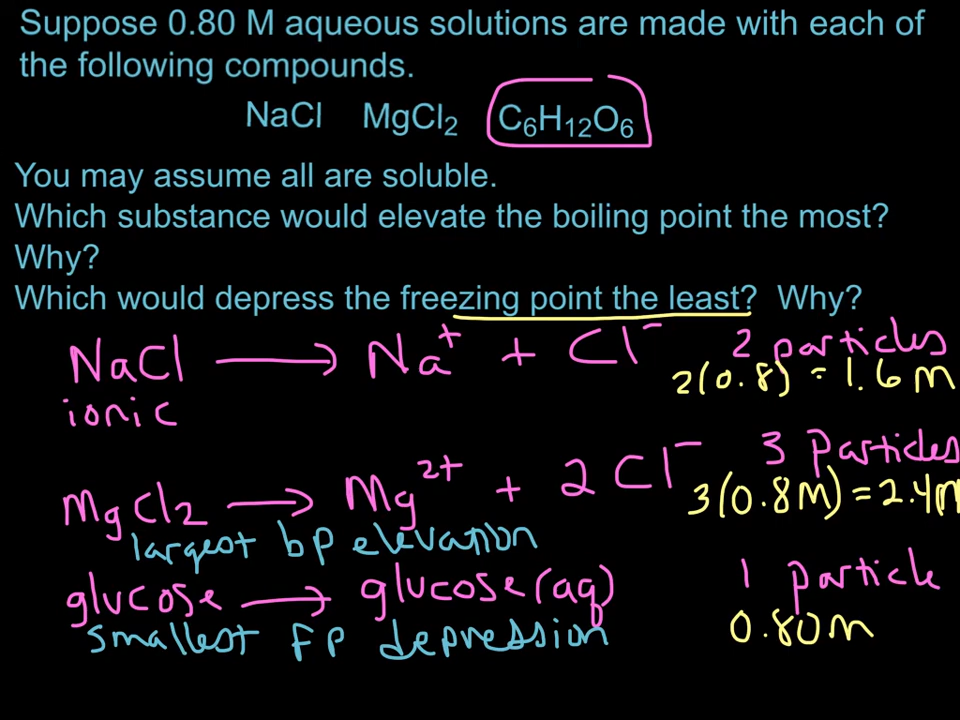 Suppose 0.80 M aqueous solutions are made with each of
the following compounds.
NaCl MgCl₂ C₆H₁₂O₆
You may assume all are soluble.
Which substance would elevate the boiling point the most?
Why?
Which would depress the freezing point the least? Why?
NaCl ⟶ Na⁺ + Cl⁻ 2 particles
2(0.8) = 1.6 m
ionic
MgCl₂ ⟶ Mg²⁺ + 2Cl⁻ 3 particles
3(0.8M) = 2.4M
largest bp elevation
glucose ⟶ glucose(aq) 1 particle
smallest FP depression 0.80m